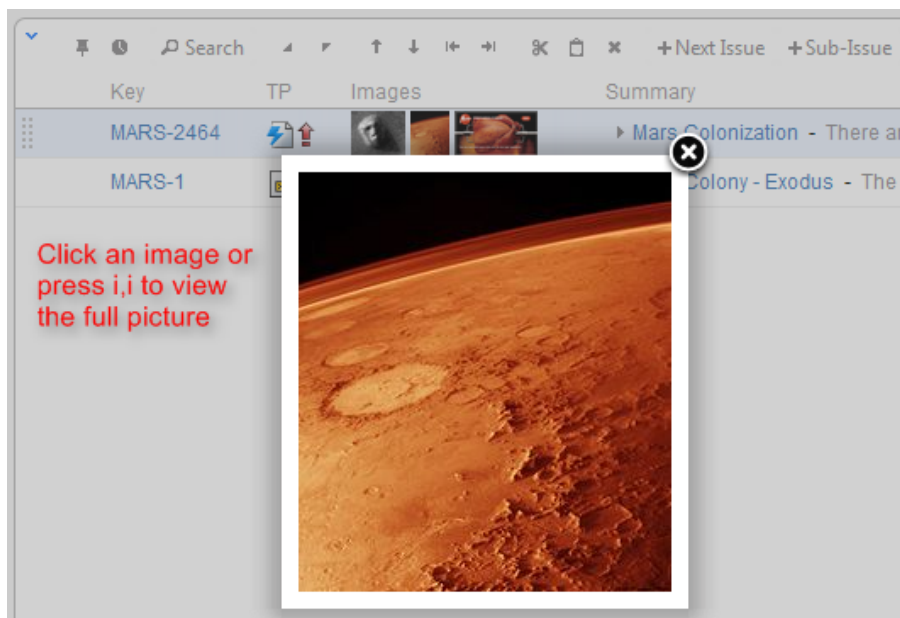 Search
+Next Issue +Sub-Issue
Key TP Images Summary
MARS-2464 Mars Colonization - There
MARS-1 Colony - Exodus - The
Click an image or
press i,i to view
the full picture